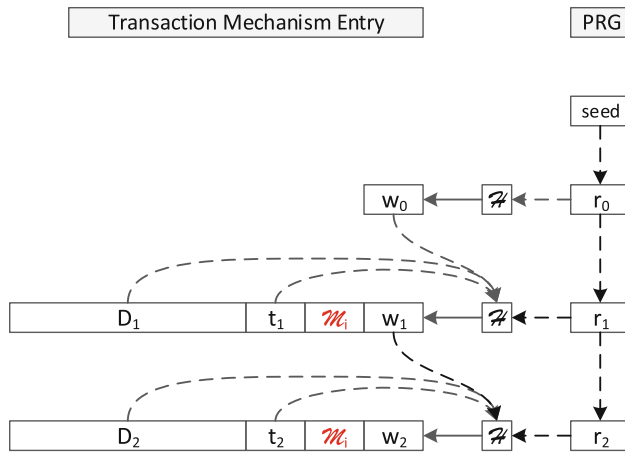 Transaction Mechanism Entry PRG
seed
w₀ ℋ r₀
D₁ t₁ ℳᵢ w₁ ℋ r₁
D₂ t₂ ℳᵢ w₂ ℋ r₂